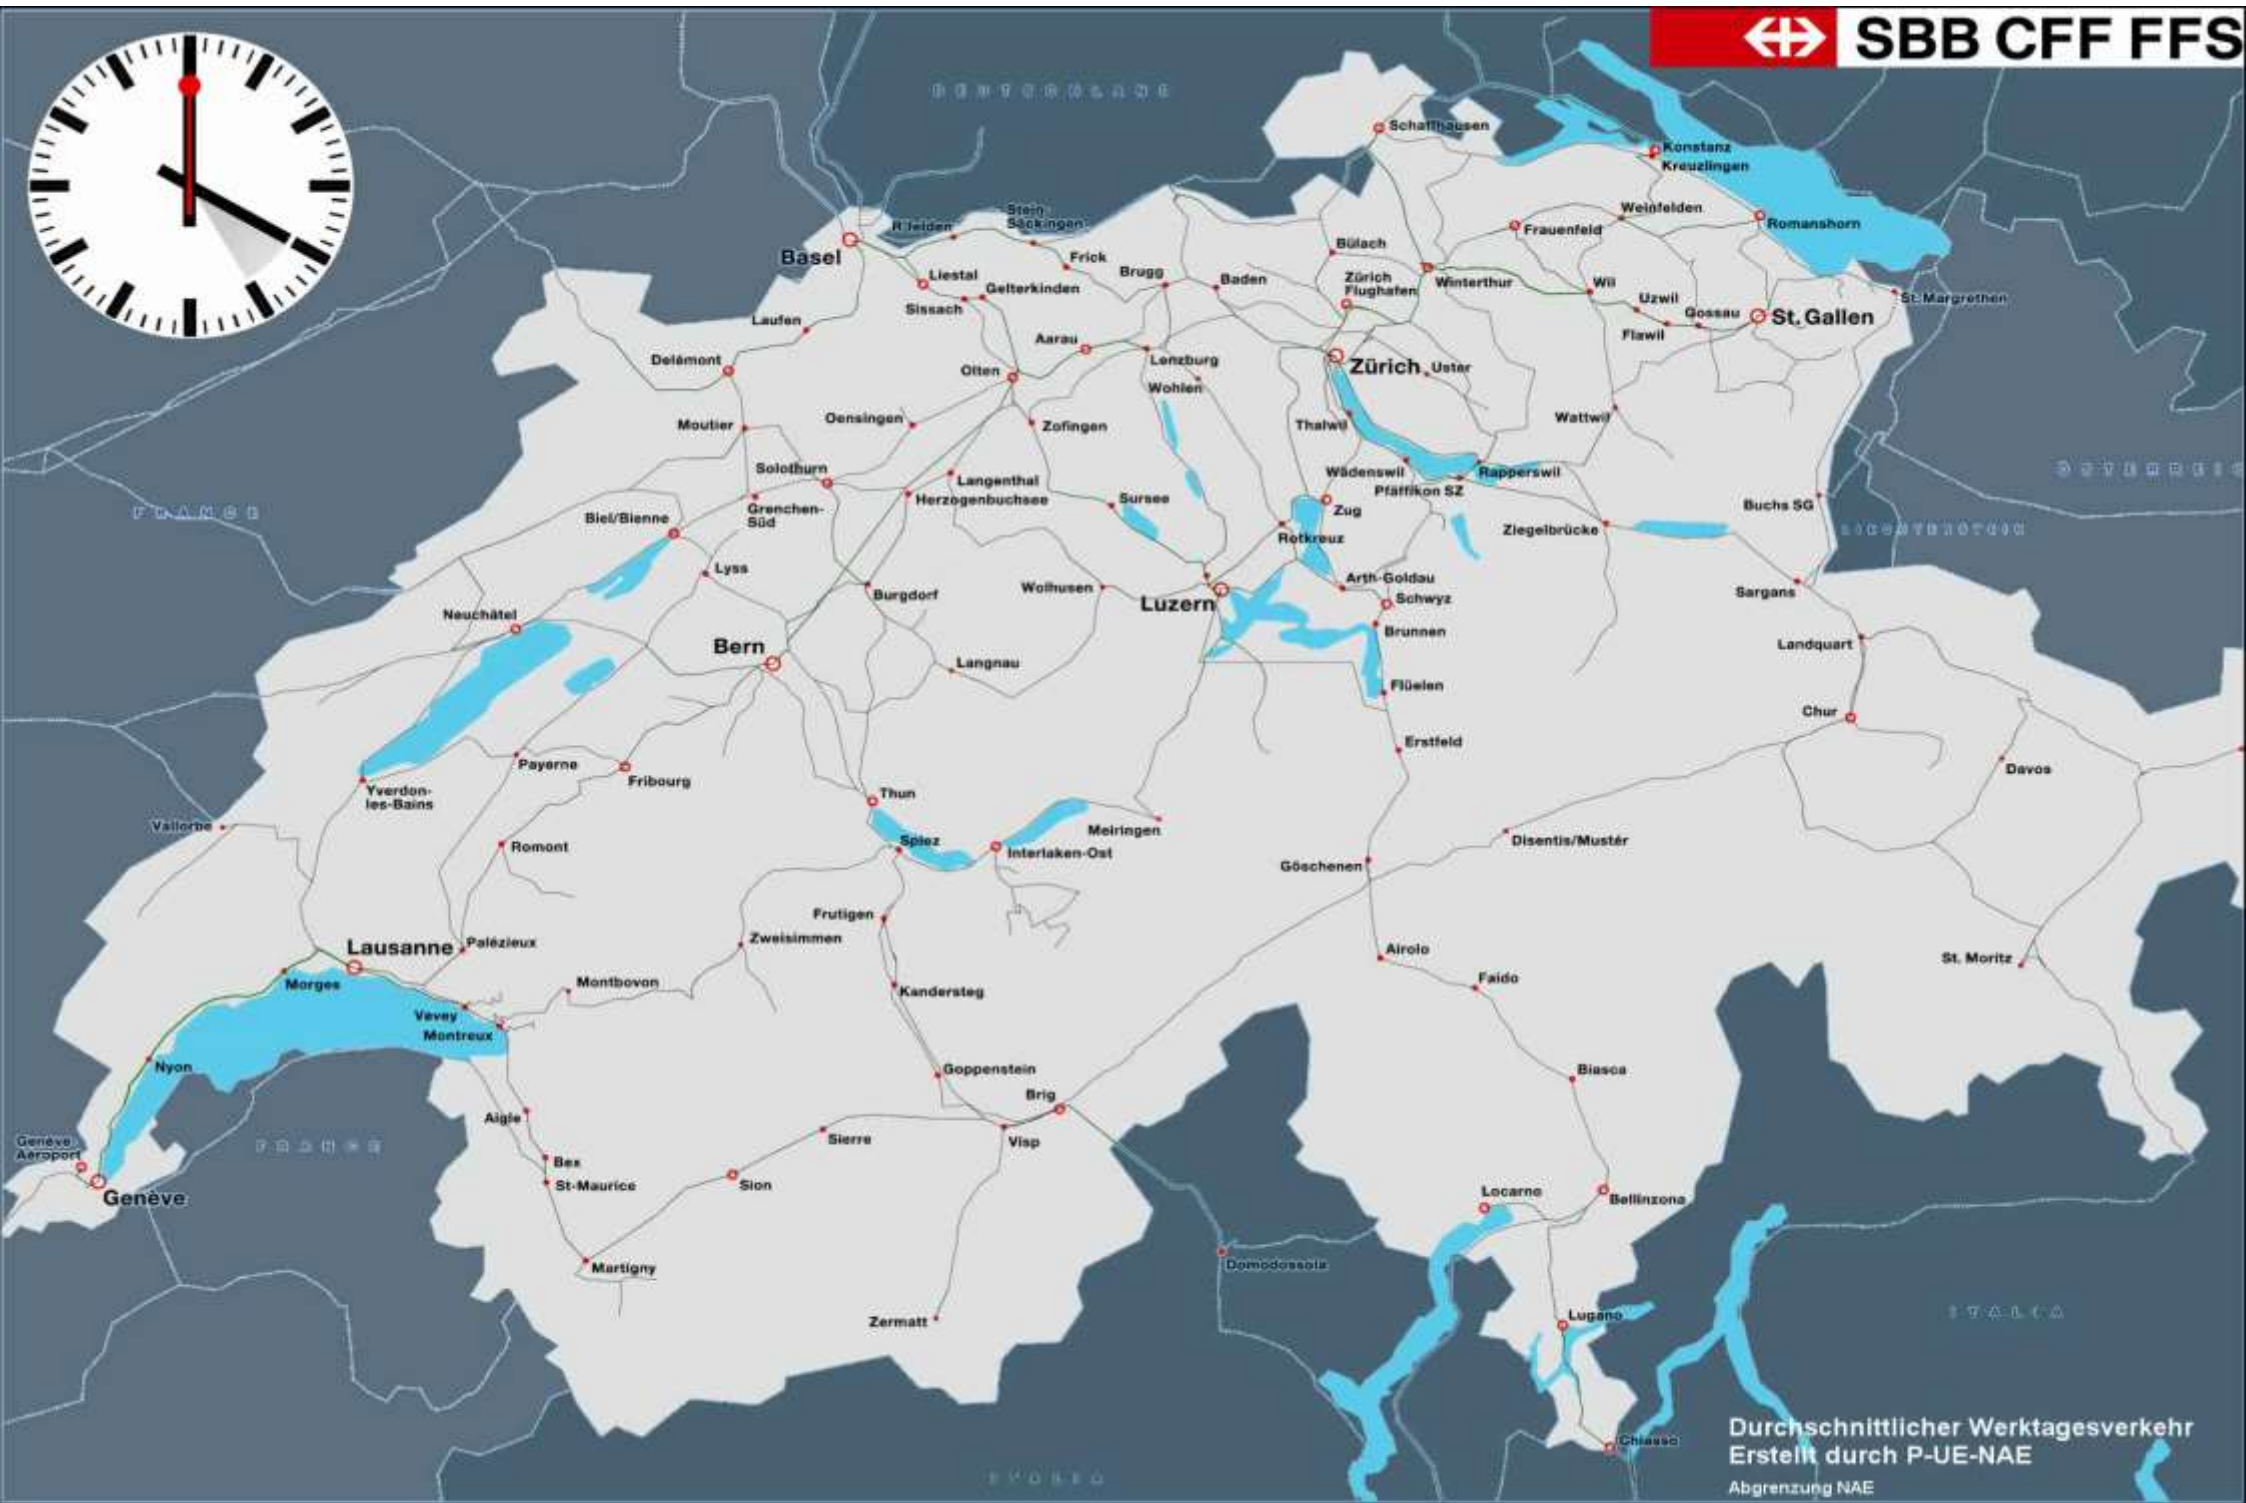 SBB CFF FFS
DEUTSCHLAND
Schaffhausen
Konstanz
Kreuzlingen
Romanshorn
Weinfelden
Frauenfeld
Stein-
Säckingen
R'felden
Basel
Frick
Bülach
Liestal
Gelterkinden
Sissach
Brugg
Baden
Zürich
Flughafen
Winterthur
Wil
Uzwil
Gossau
Flawil
St. Gallen
St. Margrethen
Laufen
Aarau
Lenzburg
Wohlen
Zürich
Uster
Delémont
Olten
Moutier
Oensingen
Zofingen
Thalwil
Wattwil
Solothurn
Langenthal
Herzogenbuchsee
Sursee
Wädenswil
Rapperswil
Pfäffikon SZ
ÖSTERREIC
FRANCE
Grenchen-
Süd
Biel/Bienne
Zug
Rotkreuz
Ziegelbrücke
Buchs SG
LIECHTENSTEIN
Lyss
Burgdorf
Wolhusen
Luzern
Arth-Goldau
Schwyz
Brunnen
Sargans
Neuchâtel
Bern
Langnau
Landquart
Flüelen
Chur
Erstfeld
Payerne
Fribourg
Davos
Yverdon-
les-Bains
Vallorbe
Thun
Spiez
Interlaken-Ost
Meiringen
Romont
Göschenen
Disentis/Mustér
Frutigen
Zweisimmen
Lausanne
Palézieux
Airolo
St. Moritz
Morges
Montbovon
Kandersteg
Faido
Vevey
Montreux
Nyon
Goppenstein
Brig
Biasca
Aigle
Sierre
Visp
Genève
Aéroport
FRANCE
Bex
St-Maurice
Sion
Genève
Locarno
Bellinzona
Martigny
Domodossola
Zermatt
Lugano
ITALIA
Chiasso
Durchschnittlicher Werktagesverkehr
Erstellt durch P-UE-NAE
Abgrenzung NAE